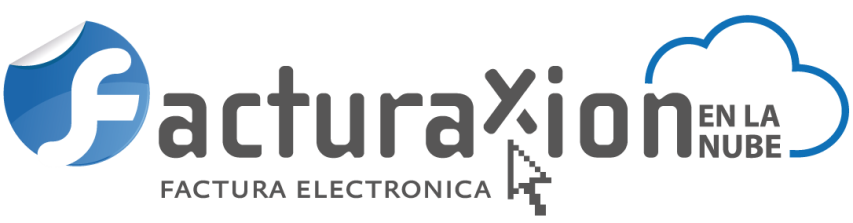 facturaXion
EN LA
NUBE
FACTURA ELECTRONICA